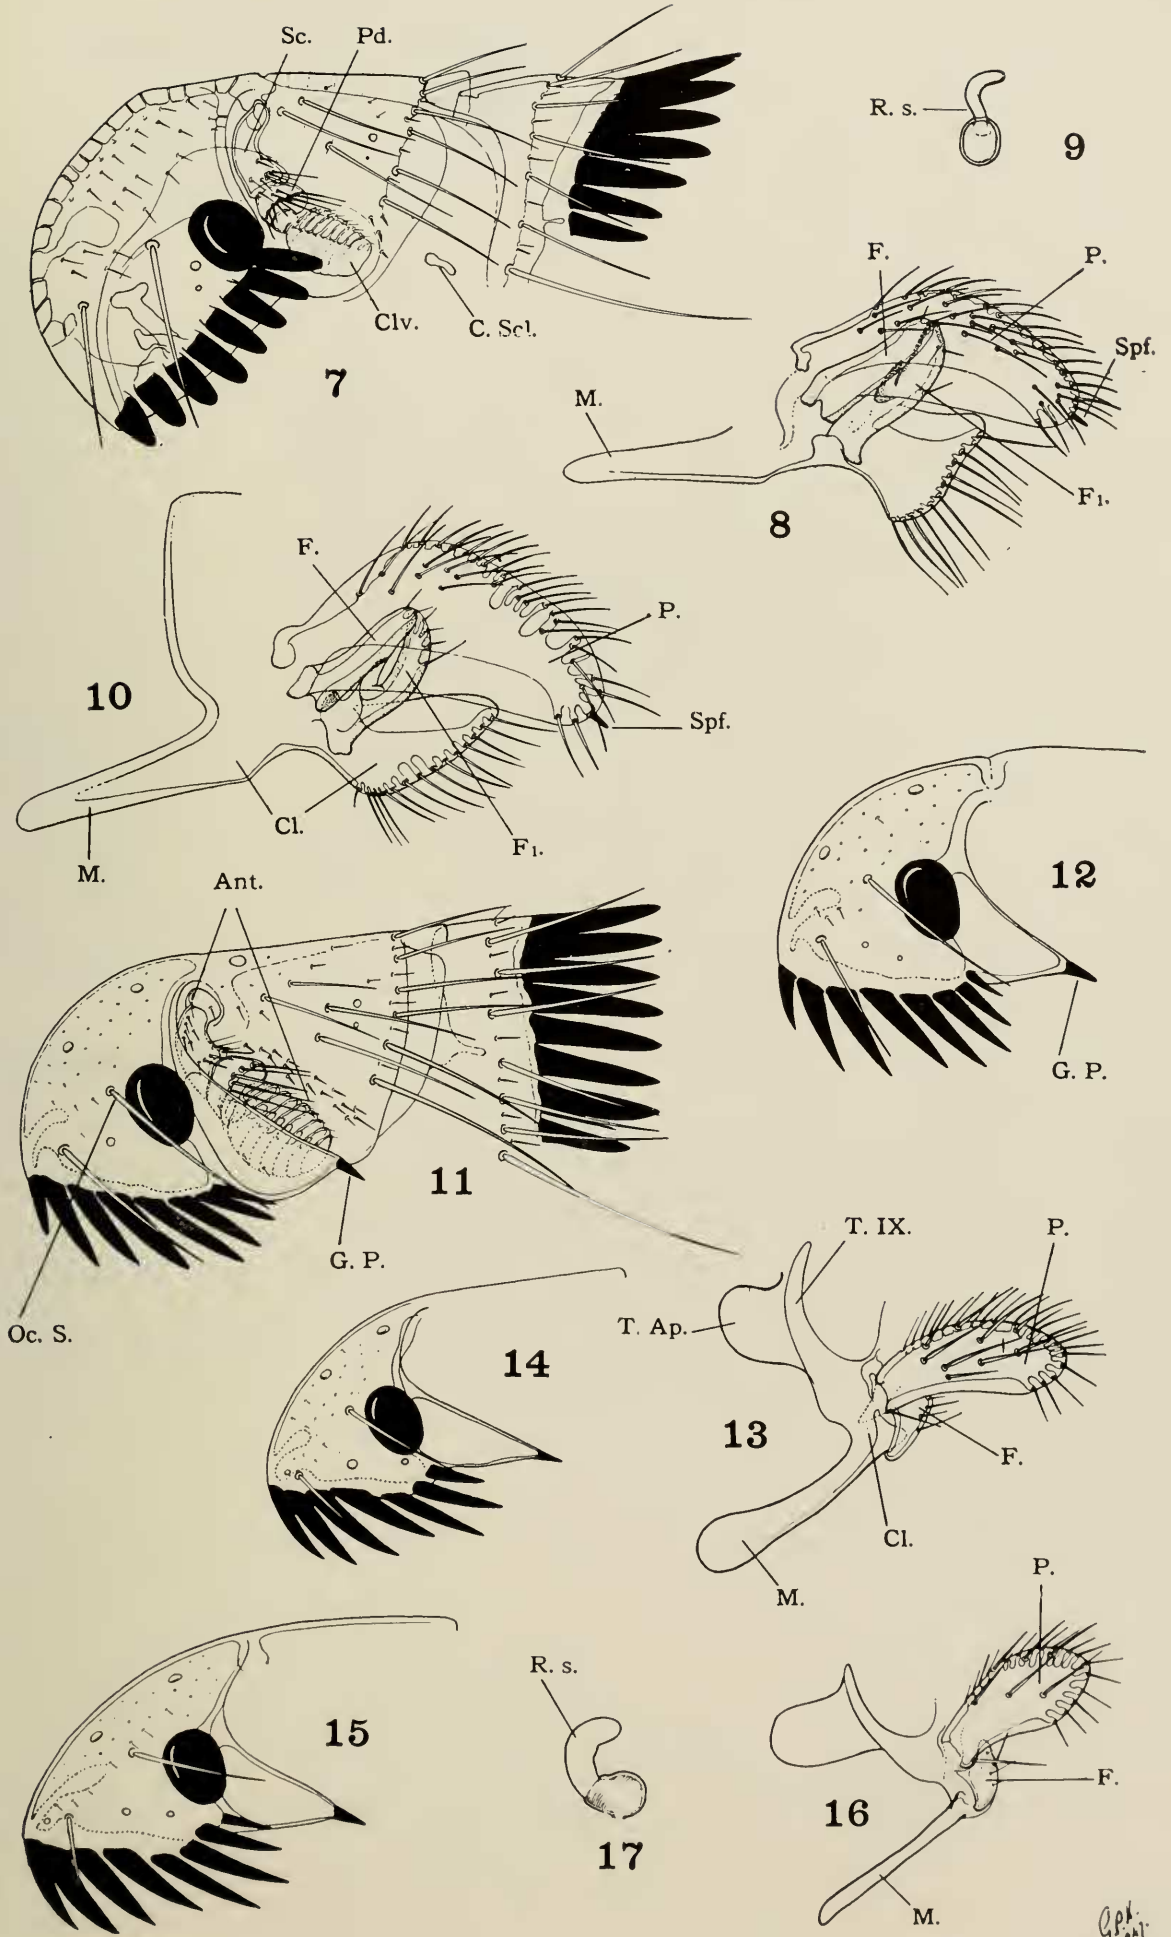 Sc. Pd.
R. s.
9
Clv. C. Scl.
7
F. P.
Spf.
M.
F1.
8
F.
P.
10
Spf.
Cl.
F1.
M.
12
Ant.
G. P.
11
G. P.
Oc. S.
T. IX. P.
T. Ap.
14
13
F.
Cl.
M.
P.
R. s.
15
F.
16
17
M.